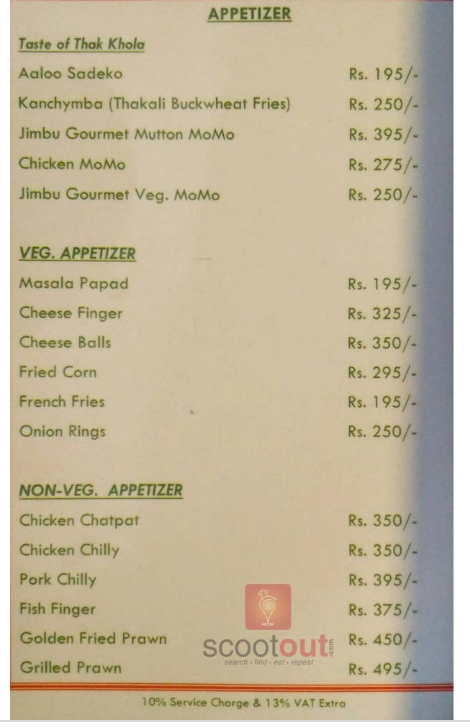 APPETIZER
Taste of Thak Khola
Aaloo Sadeko Rs. 195/-
Kanchymba (Thakali Buckwheat Fries) Rs. 250/-
Jimbu Gourmet Mutton MoMo Rs. 395/-
Chicken MoMo Rs. 275/-
Jimbu Gourmet Veg. MoMo Rs. 250/-
VEG. APPETIZER
Masala Papad Rs. 195/-
Cheese Finger Rs. 325/-
Cheese Balls Rs. 350/-
Fried Corn Rs. 295/-
French Fries Rs. 195/-
Onion Rings Rs. 250/-
NON-VEG. APPETIZER
Chicken Chatpat Rs. 350/-
Chicken Chilly Rs. 350/-
Pork Chilly Rs. 395/-
Fish Finger Rs. 375/-
Golden Fried Prawn Rs. 450/-
scootout.com
search - find - eat - repeat
Grilled Prawn Rs. 495/-
10% Service Charge & 13% VAT Extra